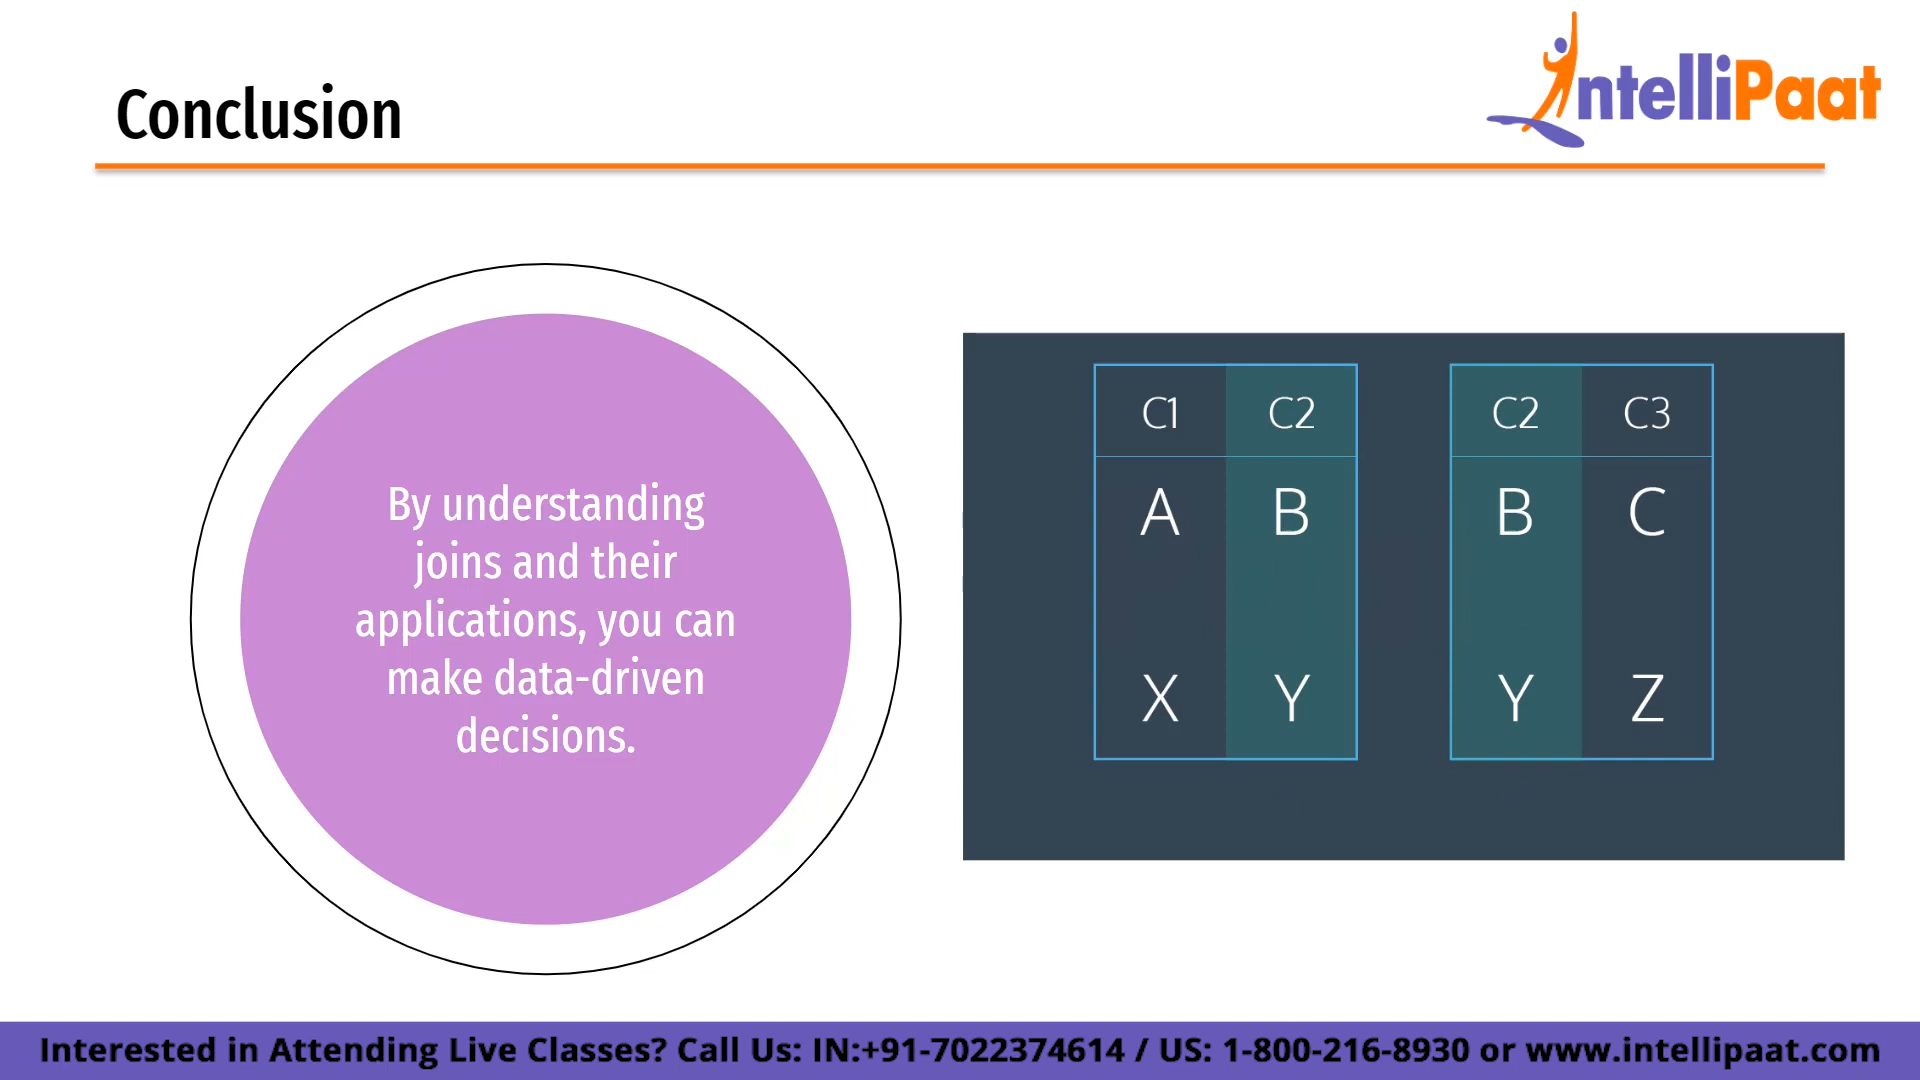 Conclusion
IntelliPaat
By understanding
joins and their
applications, you can
make data-driven
decisions.
C1 C2
A B
X Y
C2 C3
B C
Y Z
Interested in Attending Live Classes? Call Us: IN:+91-7022374614 / US: 1-800-216-8930 or www.intellipaat.com